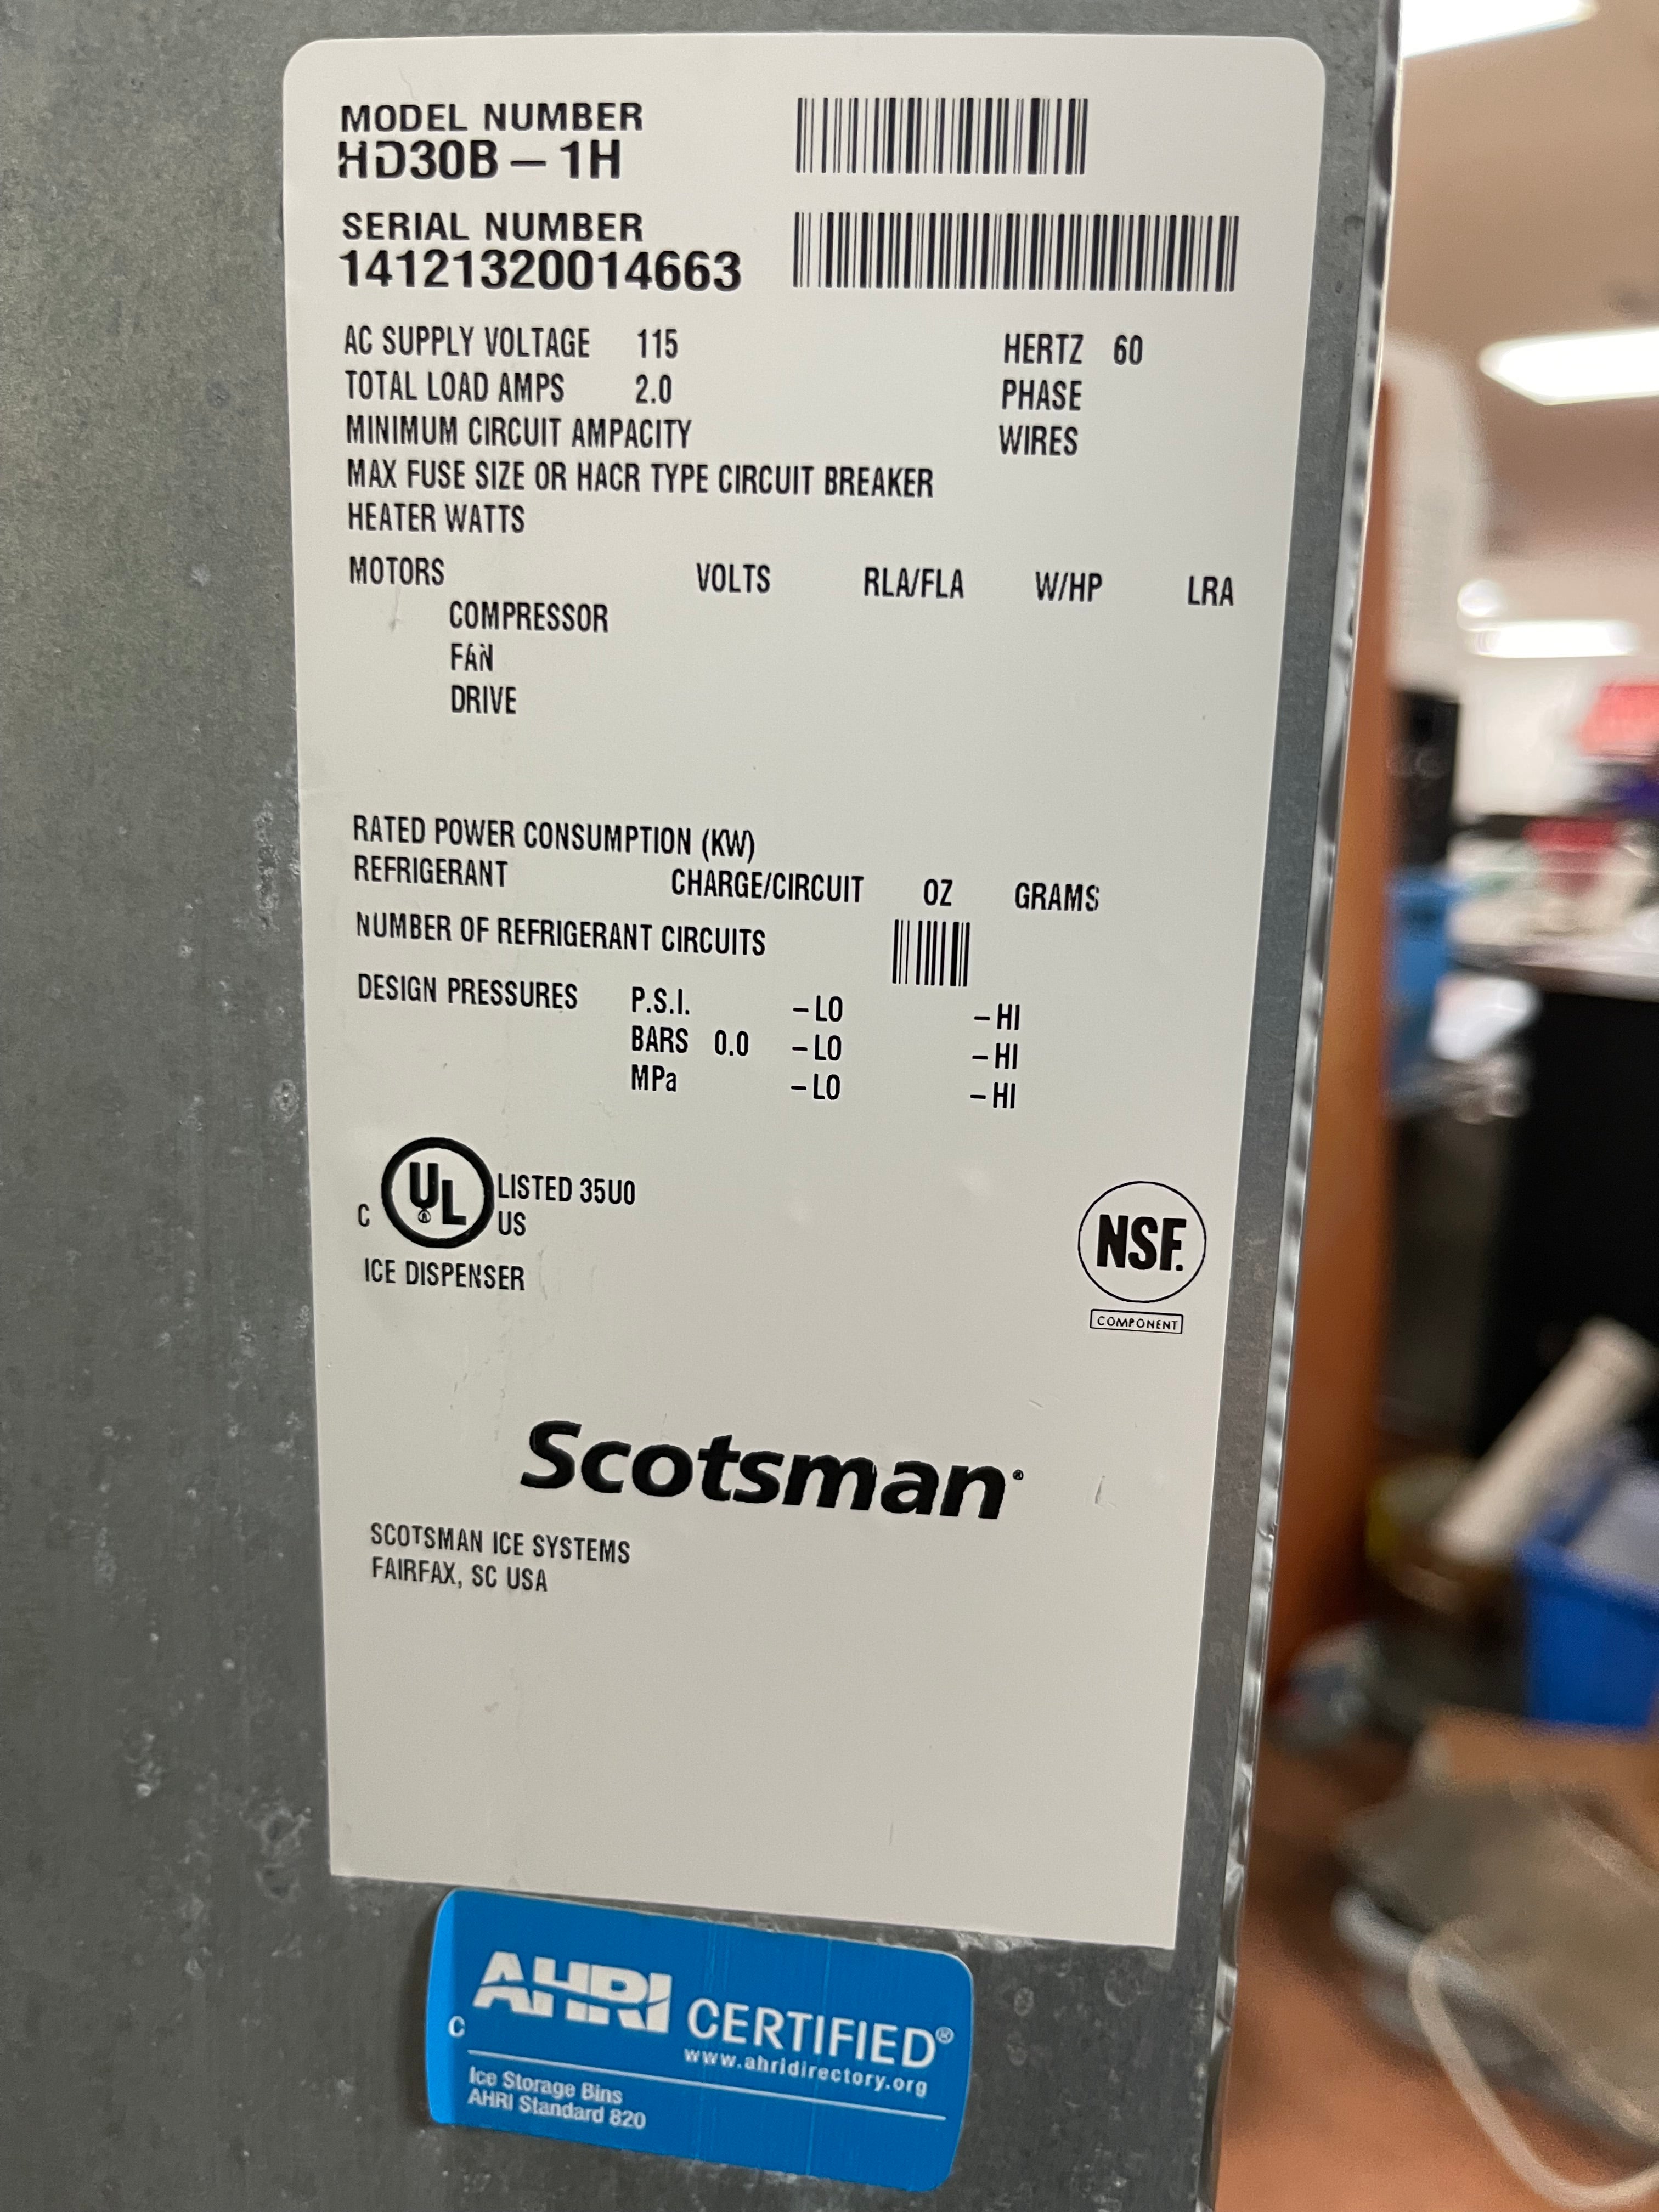 MODEL NUMBER
HD30B – 1H
SERIAL NUMBER
14121320014663
AC SUPPLY VOLTAGE 115 HERTZ 60
TOTAL LOAD AMPS 2.0 PHASE
MINIMUM CIRCUIT AMPACITY WIRES
MAX FUSE SIZE OR HACR TYPE CIRCUIT BREAKER
HEATER WATTS
MOTORS VOLTS RLA/FLA W/HP LRA
COMPRESSOR
FAN
DRIVE
RATED POWER CONSUMPTION (KW)
REFRIGERANT CHARGE/CIRCUIT OZ GRAMS
NUMBER OF REFRIGERANT CIRCUITS
DESIGN PRESSURES P.S.I. – LO – HI
BARS 0.0 – LO – HI
MPa – LO – HI
C UL ® LISTED 35U0
US
ICE DISPENSER
NSF.
COMPONENT
Scotsman®
SCOTSMAN ICE SYSTEMS
FAIRFAX, SC USA
C AHRI CERTIFIED®
www.ahridirectory.org
Ice Storage Bins
AHRI Standard 820